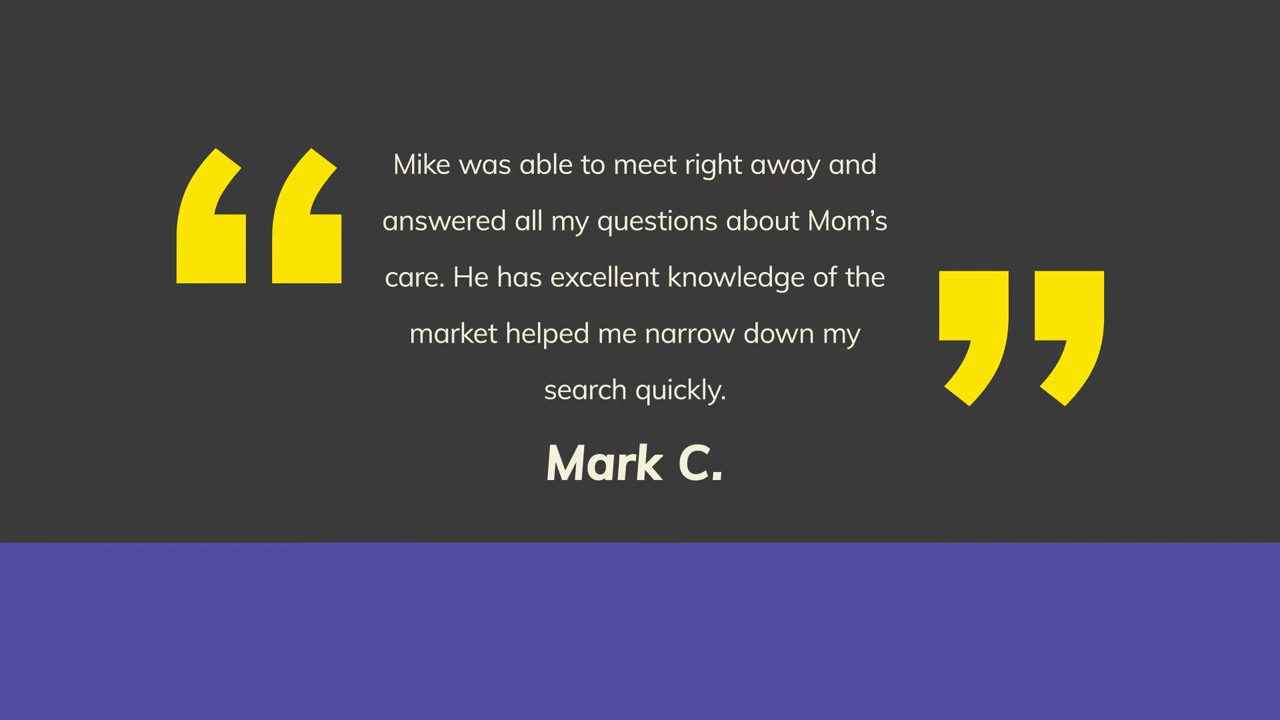 Mike was able to meet right away and
answered all my questions about Mom’s
care. He has excellent knowledge of the
market helped me narrow down my
search quickly.
Mark C.